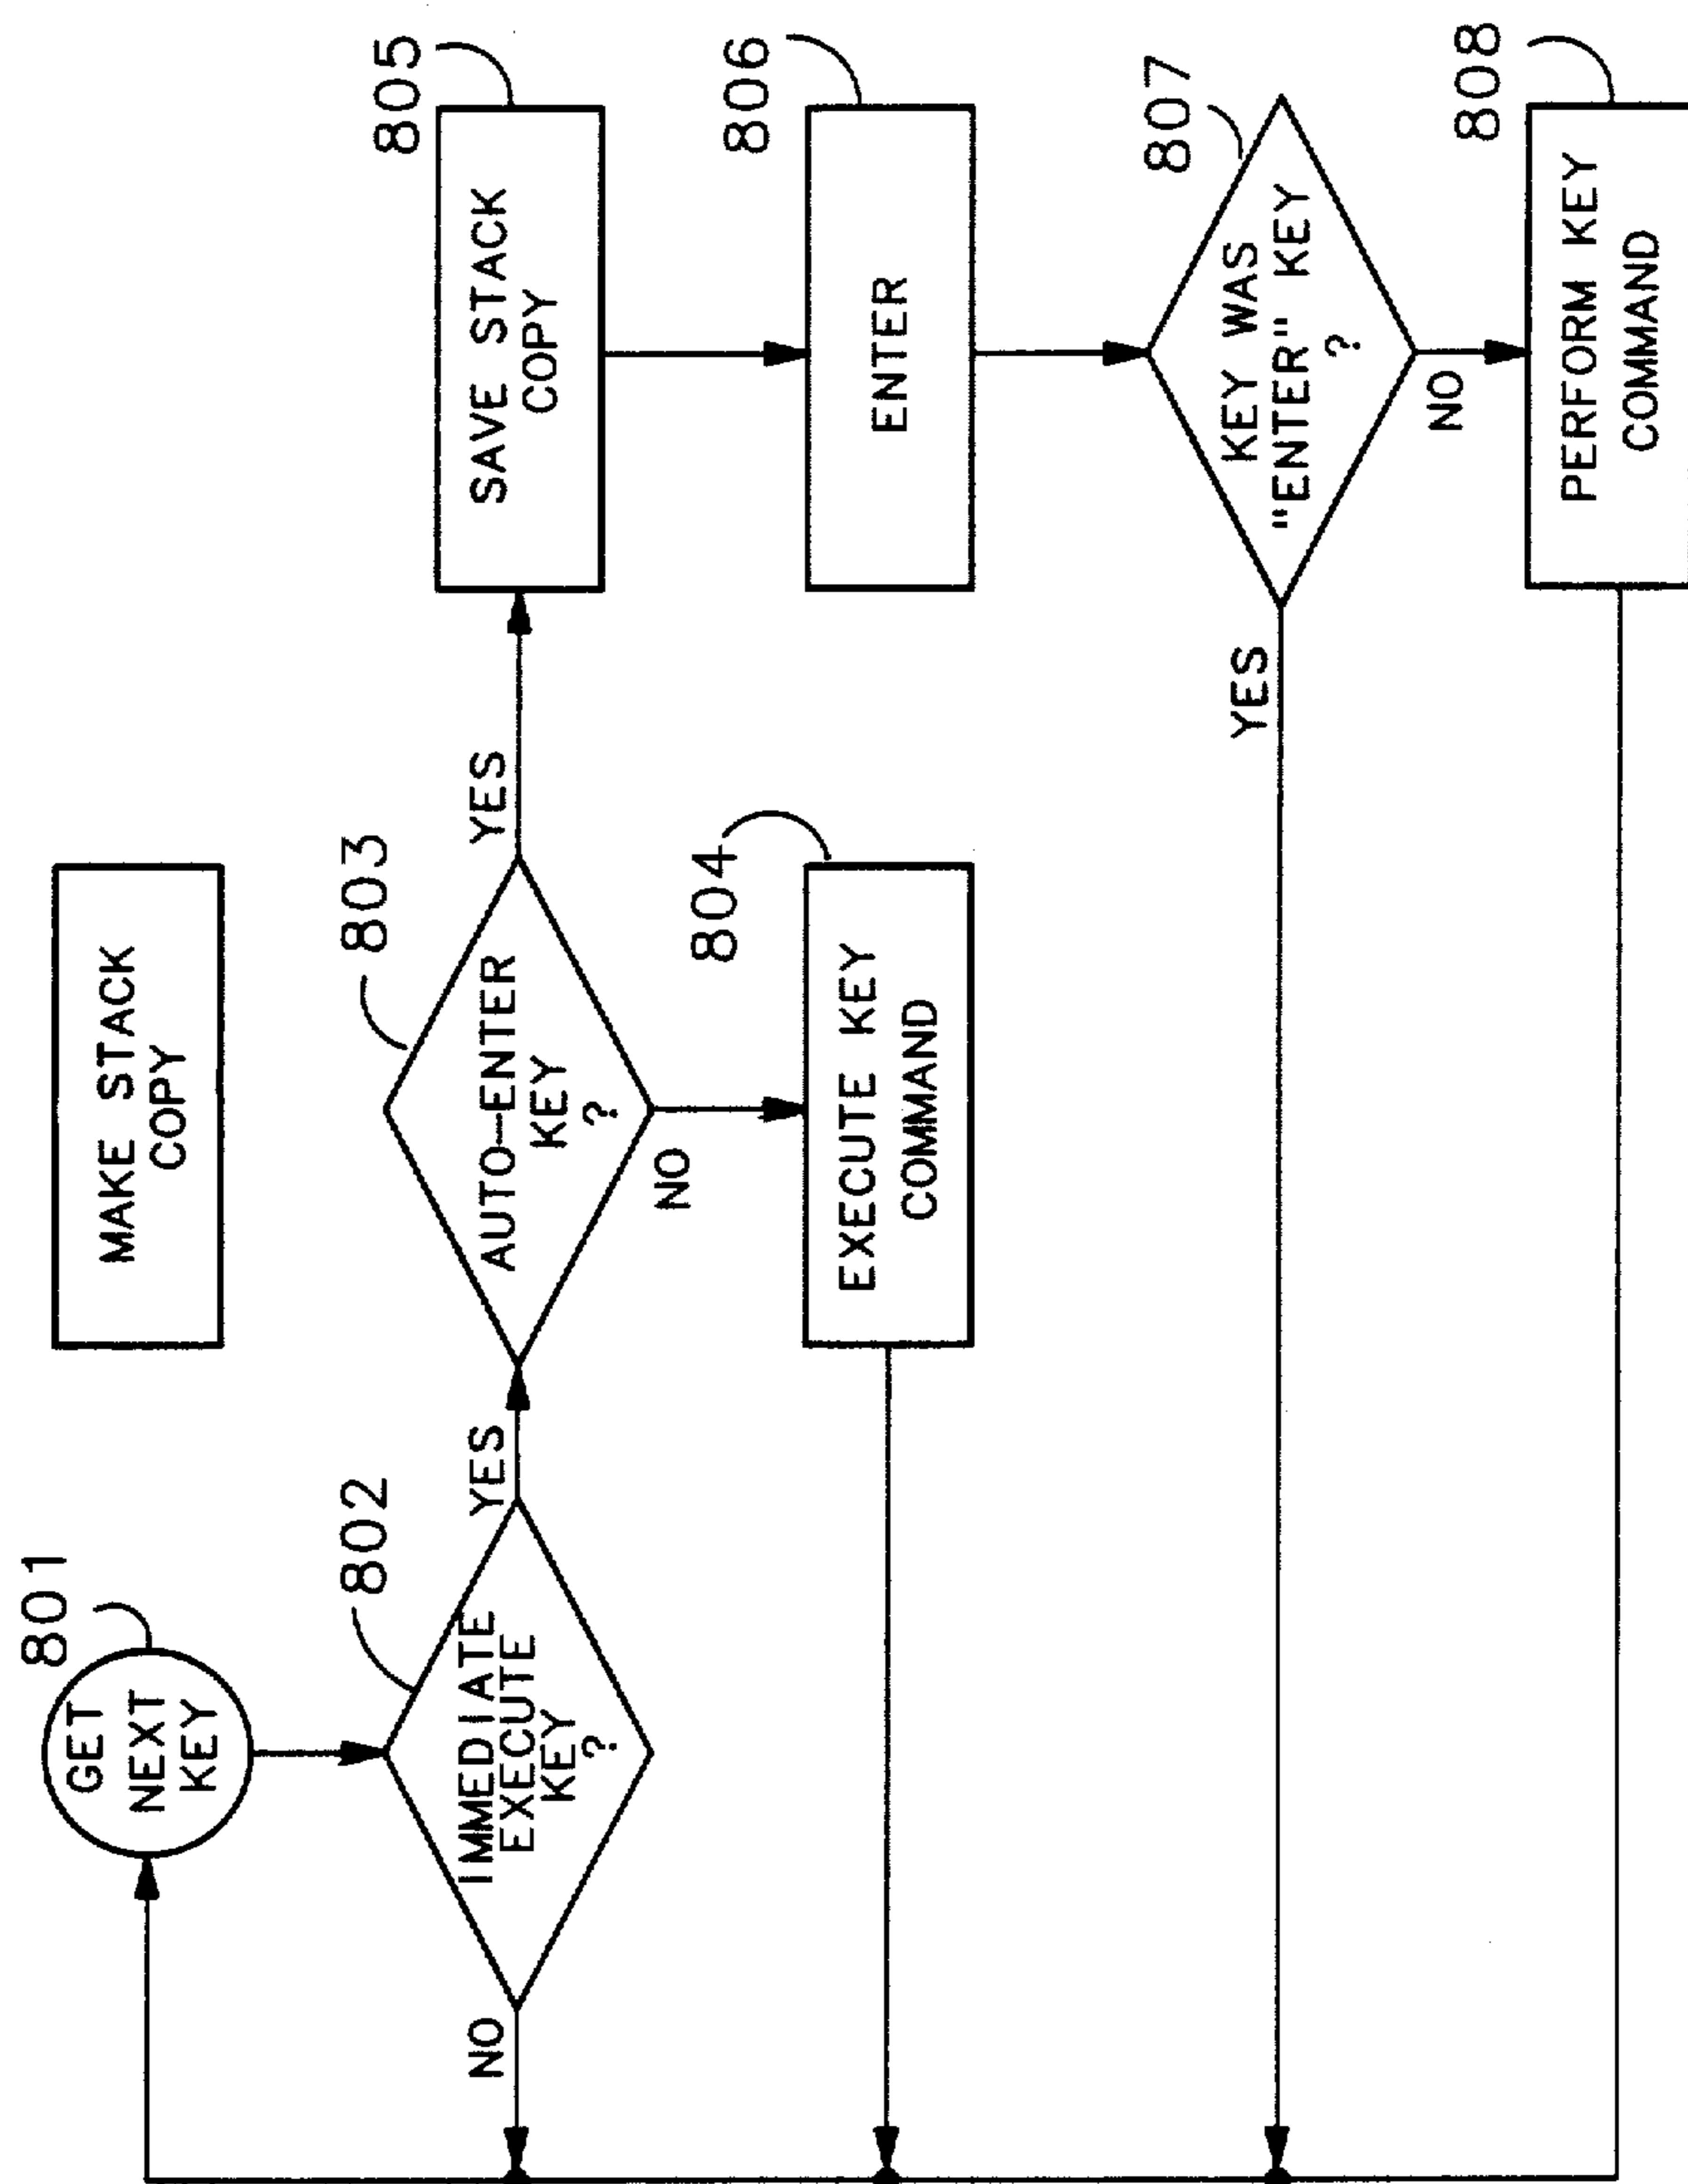 801
GET
NEXT
KEY
MAKE STACK
COPY
802
IMMEDIATE
EXECUTE
KEY
?
NO
YES
803
AUTO-ENTER
KEY
?
YES
NO
804
EXECUTE KEY
COMMAND
805
SAVE STACK
COPY
806
ENTER
807
KEY WAS
"ENTER" KEY
?
YES
NO
808
PERFORM KEY
COMMAND